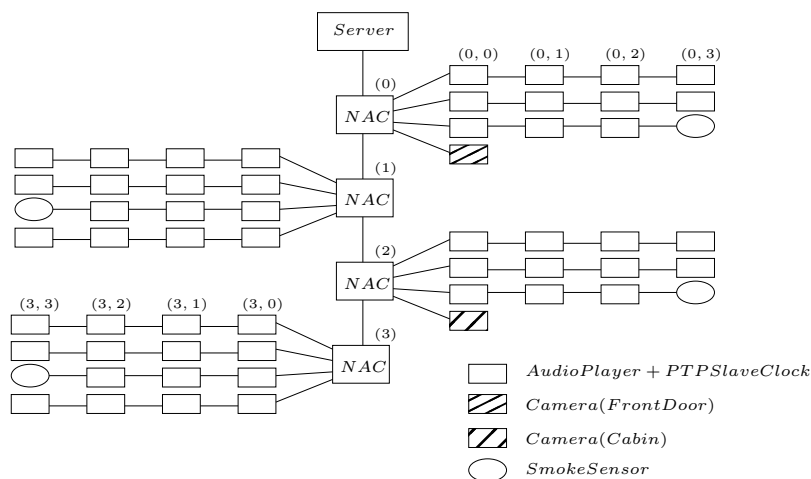 Server
(0, 0) (0, 1) (0, 2) (0, 3)
(0)
NAC
(1)
NAC
(2)
NAC
(3, 3) (3, 2) (3, 1) (3, 0)
(3)
NAC
AudioPlayer + PTPSlaveClock
Camera(FrontDoor)
Camera(Cabin)
SmokeSensor